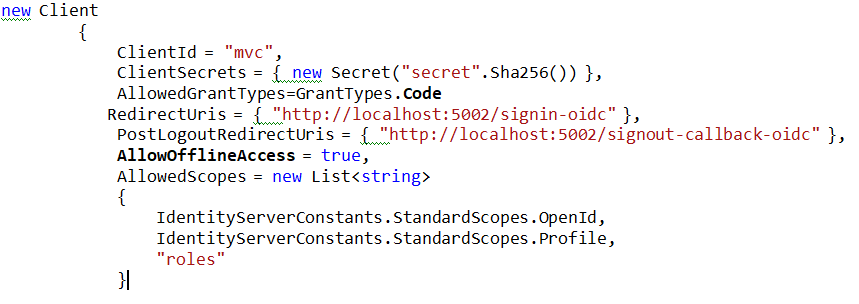 new Client
{
ClientId = "mvc",
ClientSecrets = { new Secret("secret".Sha256()) },
AllowedGrantTypes=GrantTypes.Code
RedirectUris = { "http://localhost:5002/signin-oidc" },
PostLogoutRedirectUris = { "http://localhost:5002/signout-callback-oidc" },
AllowOfflineAccess = true,
AllowedScopes = new List<string>
{
IdentityServerConstants.StandardScopes.OpenId,
IdentityServerConstants.StandardScopes.Profile,
"roles"
}